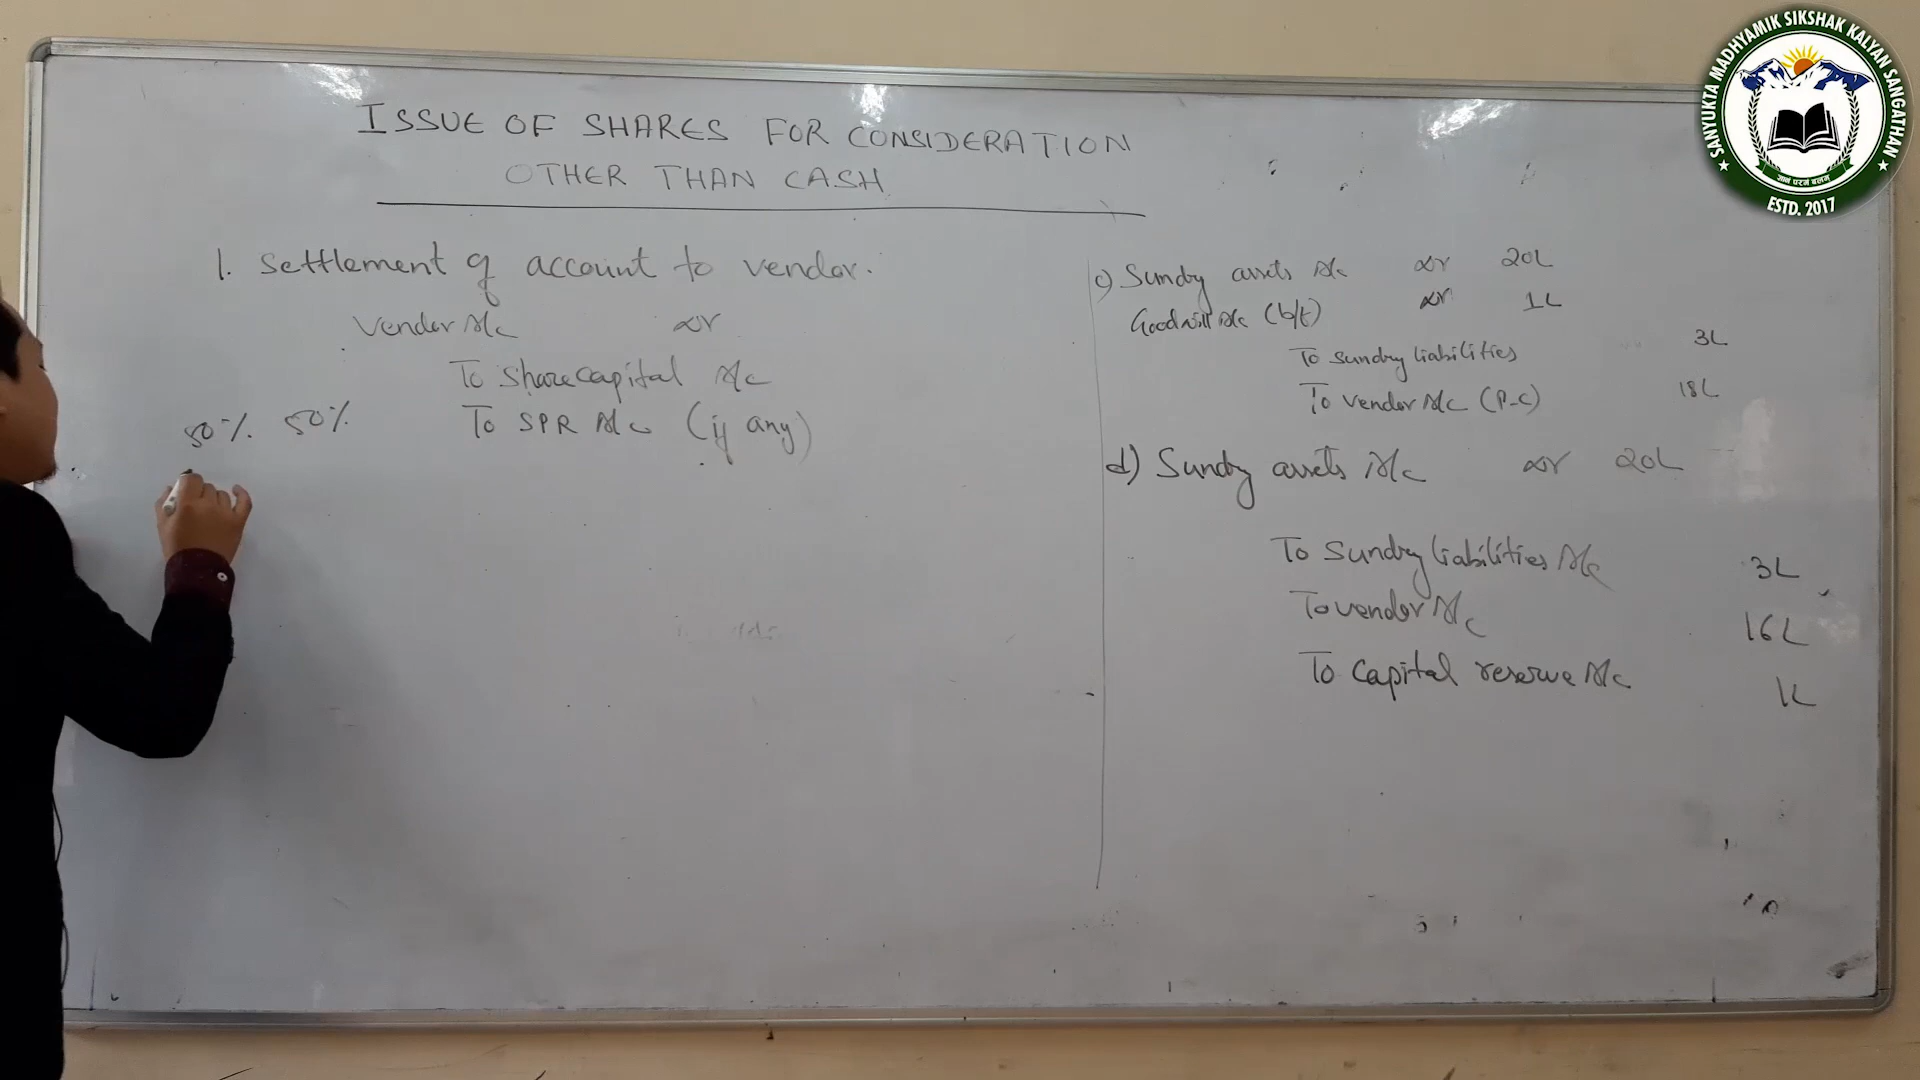 ISSUE OF SHARES FOR CONSIDERATION
OTHER THAN CASH
1. Settlement of account to vendor.
Vendor A/c Dr
To Share capital A/c
To SPR A/c (if any)
50% 50%
c) Sundry assets A/c Dr 20L
Goodwill A/c (b/f) Dr 1L
To sundry liabilities 3L
To vendor A/c (P.C) 18L
d) Sundry assets A/c Dr 20L
To Sundry liabilities A/c 3L
To vendor A/c 16L
To Capital reserve A/c 1L
SANYUKTA MADHYAMIK SIKSHAK KALYAN SANGATHAN
ESTD. 2017